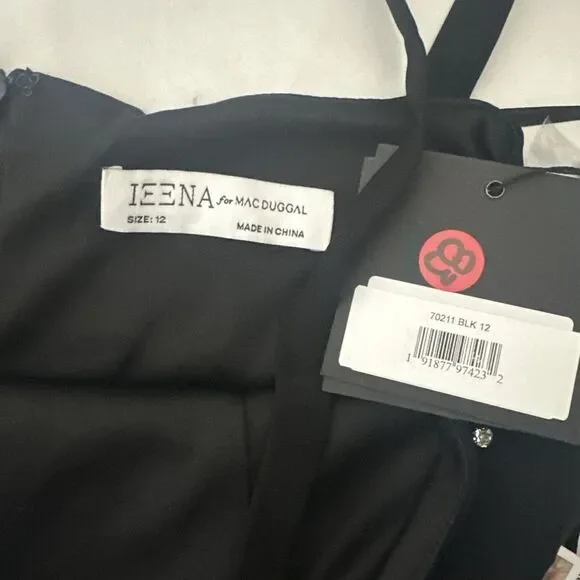 IEENA for MAC DUGGAL
SIZE: 12
MADE IN CHINA
70211 BLK 12
1 91877 97423 2